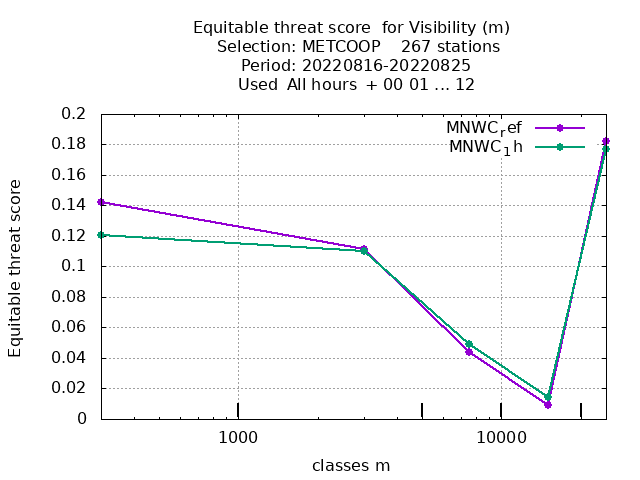 Equitable threat score  for Visibility (m)
Selection: METCOOP    267 stations
Period: 20220816-20220825
Used  All hours  + 00 01 ... 12
MNWCref
MNWC1h
0.2
0.18
0.16
0.14
0.12
0.1
0.08
0.06
0.04
0.02
0
Equitable threat score
1000
10000
classes m